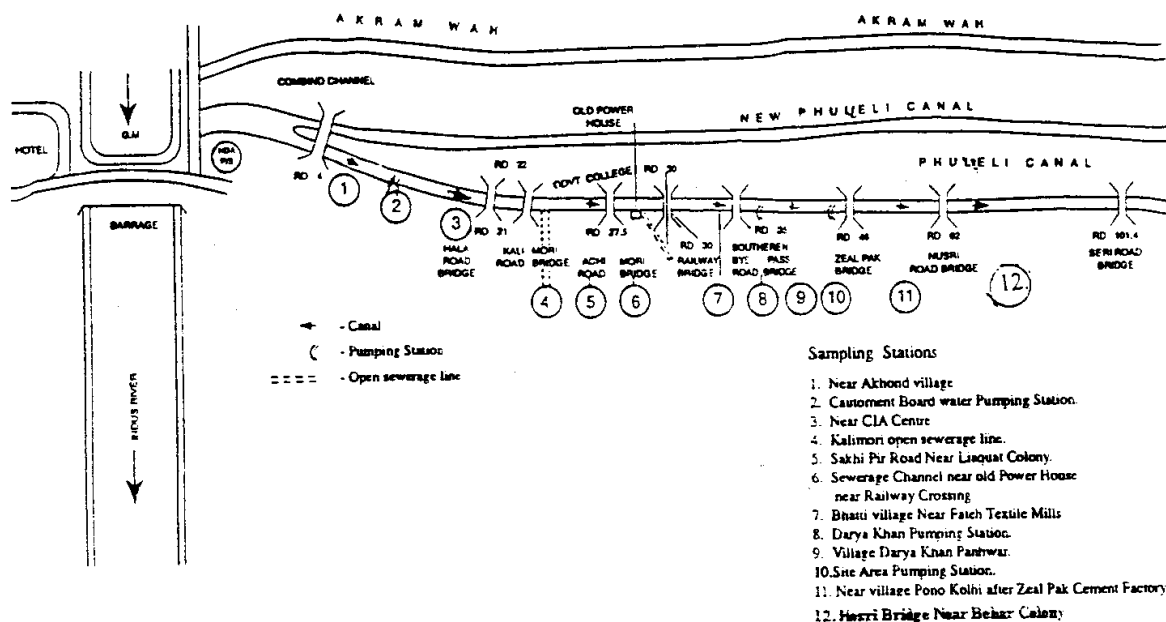 AKRAM WAH
AKRAM WAH
COMBIND CHANNEL
OLD POWER
HOUSE
NEW PHULELI CANAL
PHULELI CANAL
HOTEL
RD 4
RD 22
GOVT COLLEGE
RD 30
1
2
3
BARRAGE
RD 21
RD 27.5
RD 30
RD 35
RD 46
RD 62
RD 101.4
HALA
ROAD
BRIDGE
KALI MORI
ROAD BRIDGE
ACHI MORI
ROAD BRIDGE
RAILWAY
BRIDGE
SOUTHEREN
BYE PASS
ROAD BRIDGE
ZEAL PAK
BRIDGE
HUSRI
ROAD BRIDGE
SERI ROAD
BRIDGE
4
5
6
7
8
9
10
11
12.
- Canal
- Pumping Station
- Open sewerage line
INDUS RIVER
Sampling Stations
1. Near Akhond village
2. Cautoment Board water Pumping Station.
3. Near CIA Centre
4. Kalimori open sewerage line.
5. Sakhi Pir Road Near Liaquat Colony.
6. Sewerage Channel near old Power House
near Railway Crossing
7. Bhatti village Near Fateh Textile Mills
8. Darya Khan Pumping Station.
9. Village Darya Khan Panhwar.
10.Site Area Pumping Station.
11. Near village Pono Kolhi after Zeal Pak Cement Factory
12. Hosri Bridge Near Behar Colony